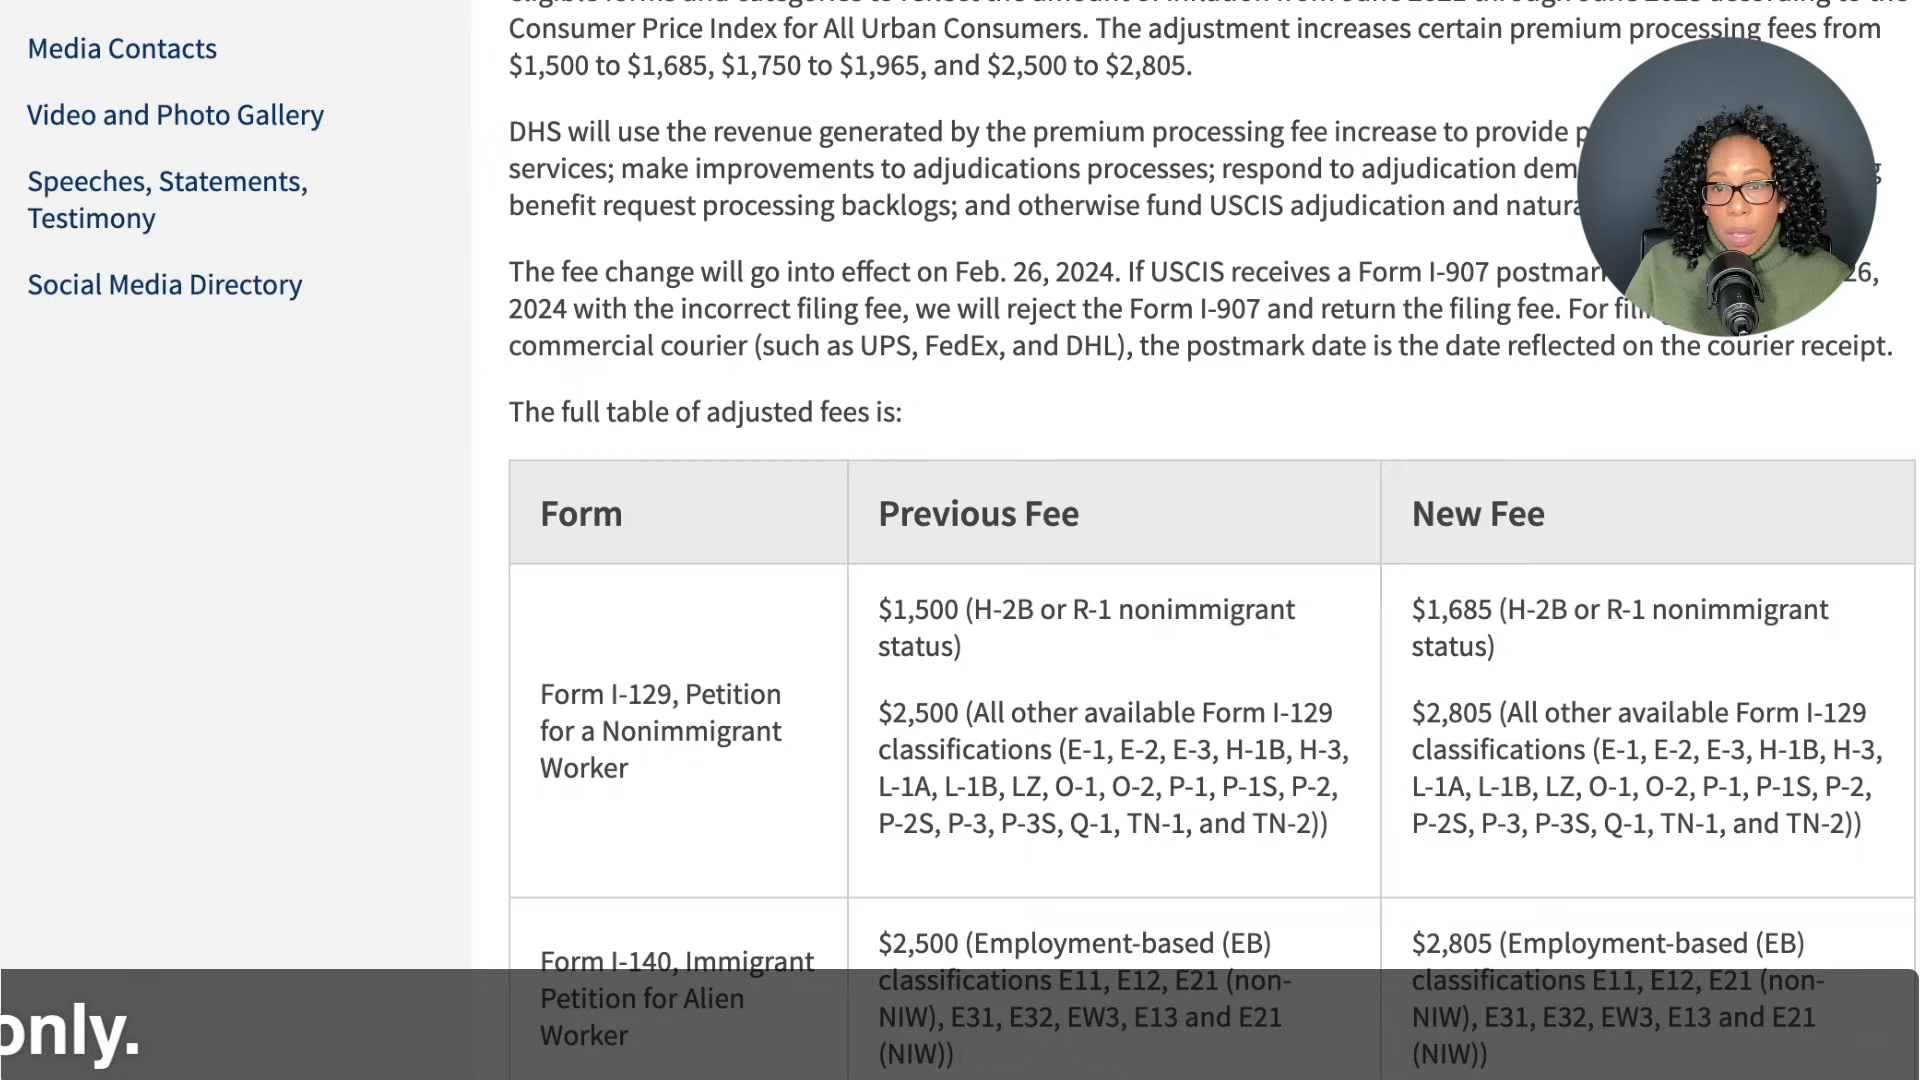 Media Contacts
Video and Photo Gallery
Speeches, Statements,
Testimony
Social Media Directory
Consumer Price Index for All Urban Consumers. The adjustment increases certain premium processing fees from
$1,500 to $1,685, $1,750 to $1,965, and $2,500 to $2,805.
DHS will use the revenue generated by the premium processing fee increase to provide
services; make improvements to adjudications processes; respond to adjudication
benefit request processing backlogs; and otherwise fund USCIS adjudication and
The fee change will go into effect on Feb. 26, 2024. If USCIS receives a Form I-907 26,
2024 with the incorrect filing fee, we will reject the Form I-907 and return the filing fee. For
commercial courier (such as UPS, FedEx, and DHL), the postmark date is the date reflected on the courier receipt.
The full table of adjusted fees is:
Form Previous Fee New Fee
Form I-129, Petition
for a Nonimmigrant
Worker
$1,500 (H-2B or R-1 nonimmigrant
status)
$2,500 (All other available Form I-129
classifications (E-1, E-2, E-3, H-1B, H-3,
L-1A, L-1B, LZ, O-1, O-2, P-1, P-1S, P-2,
P-2S, P-3, P-3S, Q-1, TN-1, and TN-2))
$1,685 (H-2B or R-1 nonimmigrant
status)
$2,805 (All other available Form I-129
classifications (E-1, E-2, E-3, H-1B, H-3,
L-1A, L-1B, LZ, O-1, O-2, P-1, P-1S, P-2,
P-2S, P-3, P-3S, Q-1, TN-1, and TN-2))
Form I-140, Immigrant
Petition for Alien
Worker
$2,500 (Employment-based (EB)
classifications E11, E12, E21 (non-
NIW), E31, E32, EW3, E13 and E21
(NIW))
$2,805 (Employment-based (EB)
classifications E11, E12, E21 (non-
NIW), E31, E32, EW3, E13 and E21
(NIW))
only.